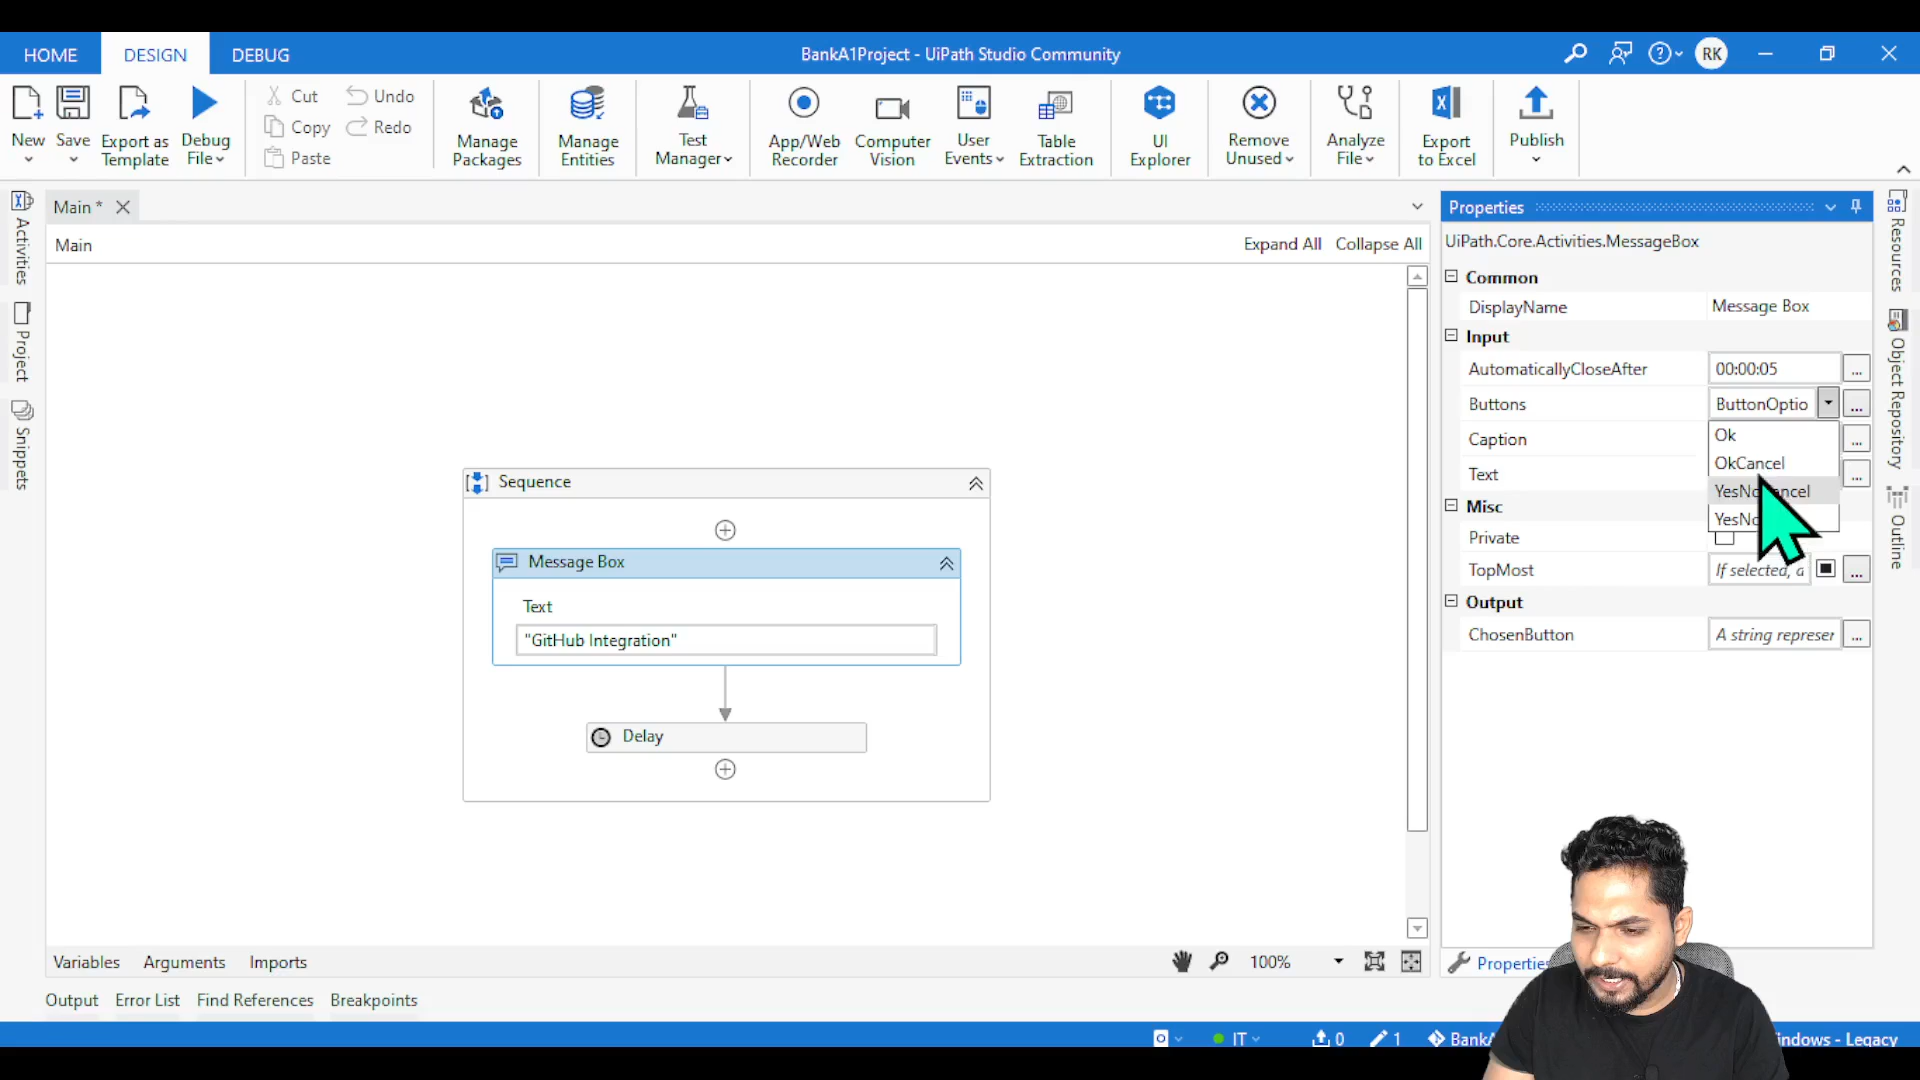 HOME DESIGN DEBUG BankA1Project - UiPath Studio Community RK
New Save Export as Template Debug File Cut Copy Paste Undo Redo Manage Packages Manage Entities Test Manager App/Web Recorder Computer Vision User Events Table Extraction UI Explorer Remove Unused Analyze File Export to Excel Publish
Activities
Project
Snippets
Main *
Main Expand All Collapse All
Sequence
Message Box
Text
"GitHub Integration"
Delay
Properties
UiPath.Core.Activities.MessageBox
Common
DisplayName Message Box
Input
AutomaticallyCloseAfter 00:00:05 ...
Buttons ButtonOptio ...
Ok
Caption ...
OkCancel
Text ...
Misc
Private
TopMost If selected, a ...
Output
ChosenButton A string represer ...
Resources
Object Repository
Outline
Variables Arguments Imports 100%
Output Error List Find References Breakpoints
IT 0 1